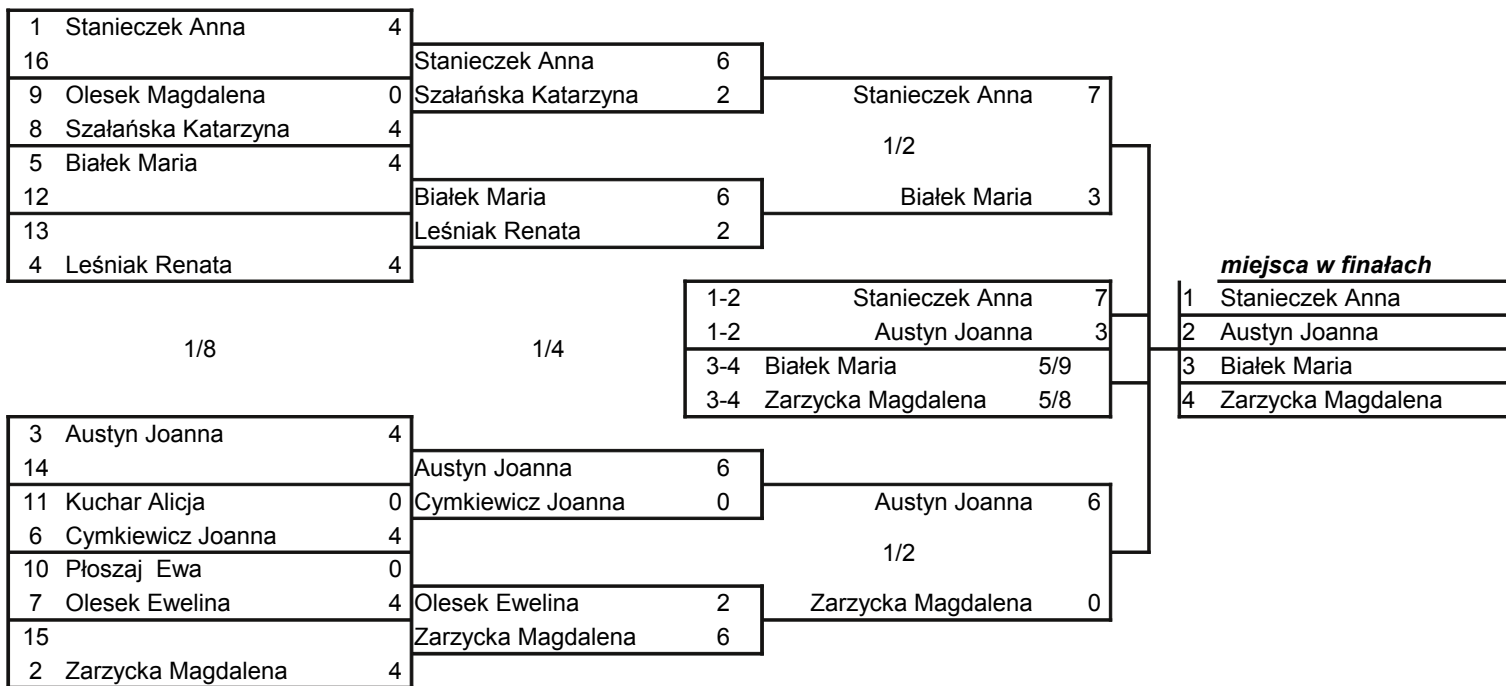 1 Stanieczek Anna 4
16 Stanieczek Anna 6
9 Olesek Magdalena 0 Szałańska Katarzyna 2 Stanieczek Anna 7
8 Szałańska Katarzyna 4
1/2
5 Białek Maria 4
12 Białek Maria 6 Białek Maria 3
13 Leśniak Renata 2
4 Leśniak Renata 4 miejsca w finałach
1-2 Stanieczek Anna 7 1 Stanieczek Anna
1-2 Austyn Joanna 3 2 Austyn Joanna
1/8 1/4
3-4 Białek Maria 5/9 3 Białek Maria
3-4 Zarzycka Magdalena 5/8 4 Zarzycka Magdalena
3 Austyn Joanna 4
14 Austyn Joanna 6
11 Kuchar Alicja 0 Cymkiewicz Joanna 0 Austyn Joanna 6
6 Cymkiewicz Joanna 4
1/2
10 Płoszaj Ewa 0
7 Olesek Ewelina 4 Olesek Ewelina 2 Zarzycka Magdalena 0
15 Zarzycka Magdalena 6
2 Zarzycka Magdalena 4